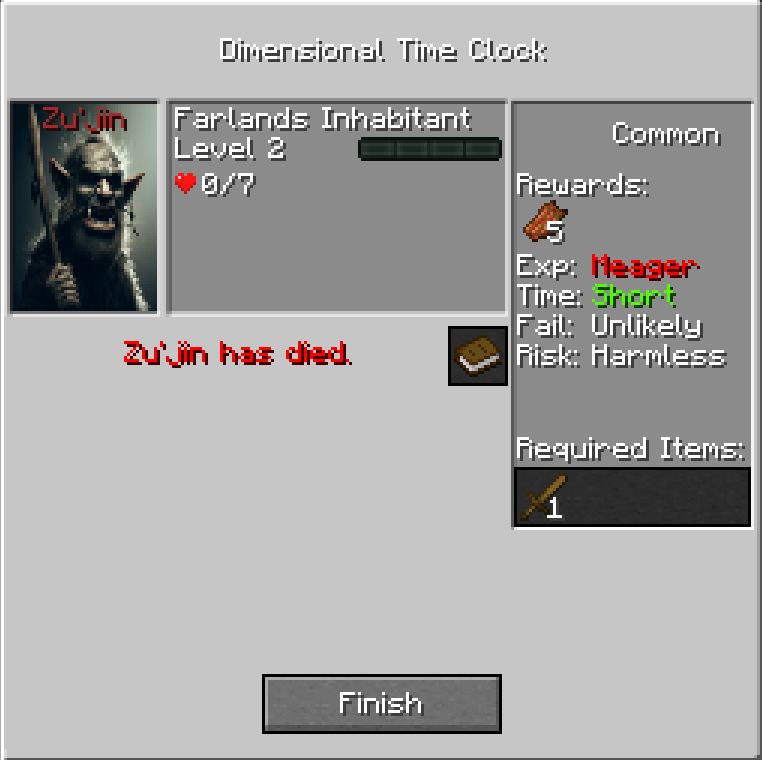 Dimensional Time Clock
Zu'jin
Farlands Inhabitant
Level 2
0/7
Zu'jin has died.
Common
Rewards:
5
Exp: Meager
Time: Short
Fail: Unlikely
Risk: Harmless
Required Items:
1
Finish